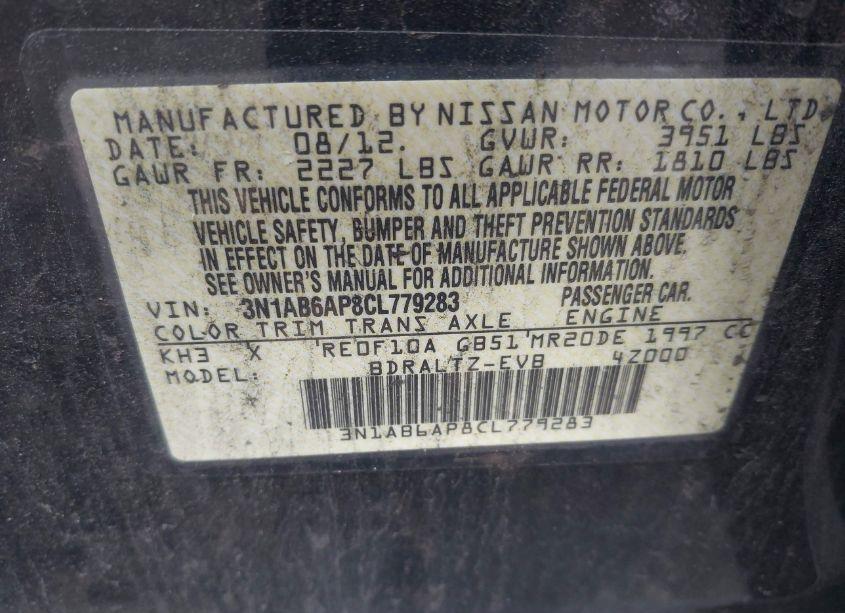 MANUFACTURED BY NISSAN MOTOR CO., LTD.
DATE: 08/12. GVWR: 3951 LBS
GAWR FR: 2227 LBS GAWR RR: 1810 LBS
THIS VEHICLE CONFORMS TO ALL APPLICABLE FEDERAL MOTOR
VEHICLE SAFETY, BUMPER AND THEFT PREVENTION STANDARDS
IN EFFECT ON THE DATE OF MANUFACTURE SHOWN ABOVE.
SEE OWNER'S MANUAL FOR ADDITIONAL INFORMATION.
VIN: 3N1AB6AP8CL779283 PASSENGER CAR.
COLOR TRIM TRANS AXLE ENGINE
KH3 X RE0F10A GB51 MR20DE 1997 CC
MODEL: BDRALTZ-EVB 4Z000
3N1AB6AP8CL779283